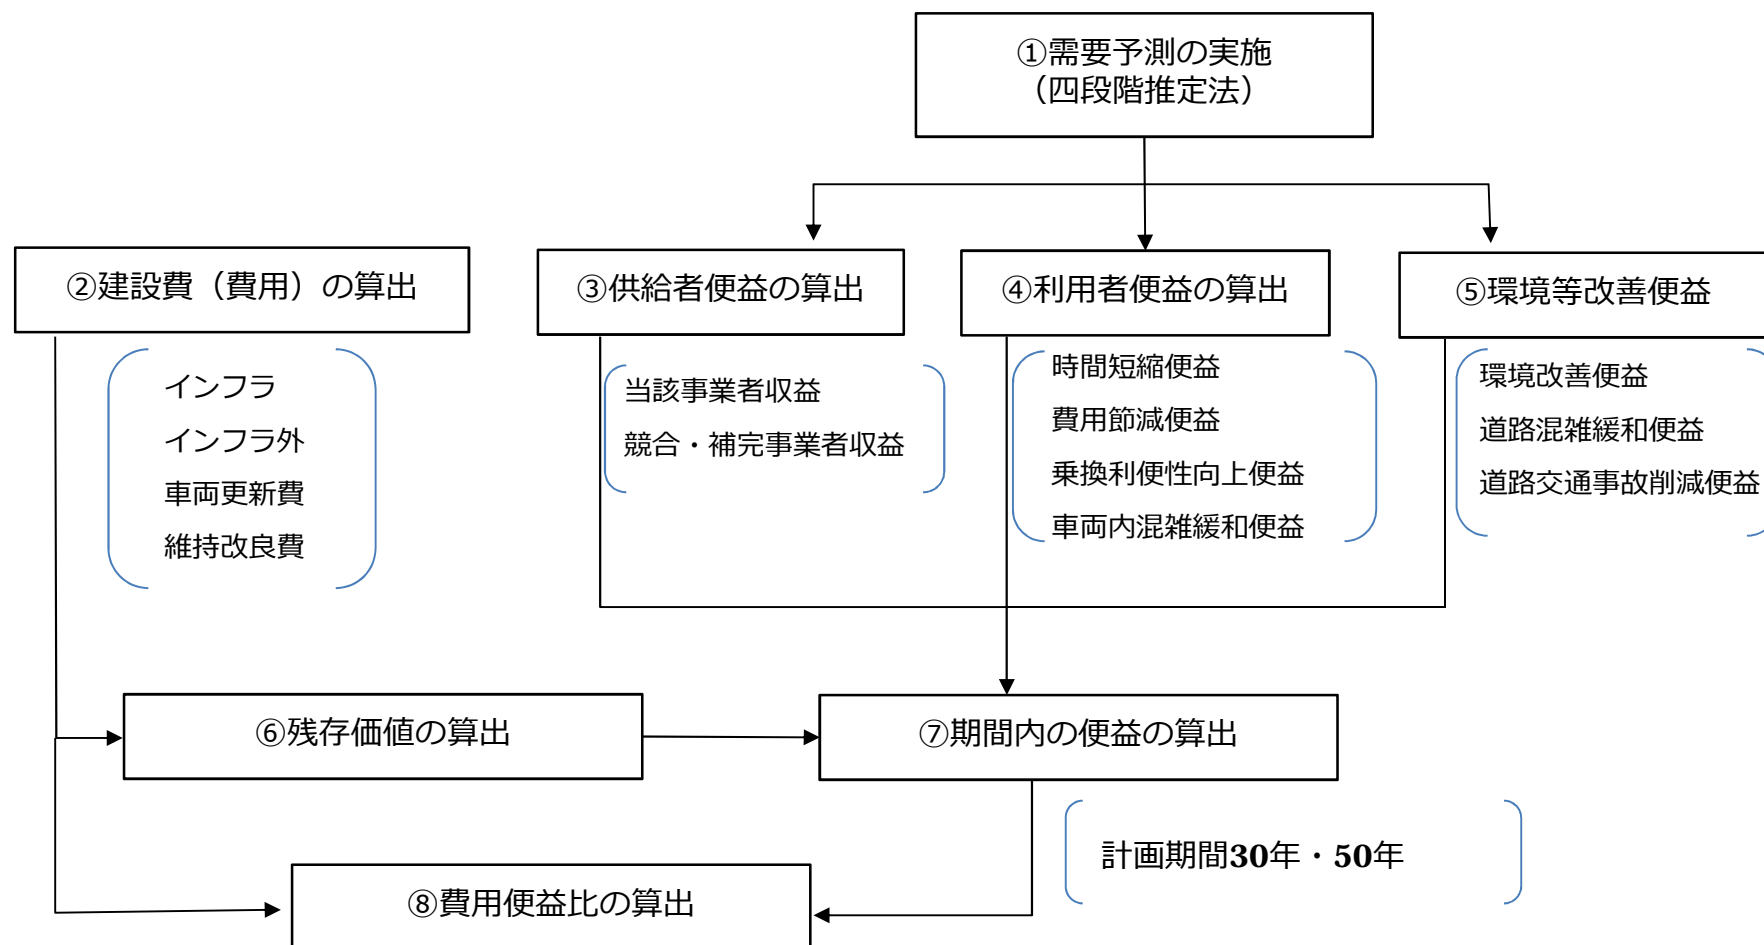 ①需要予測の実施
（四段階推定法）
②建設費（費用）の算出
③供給者便益の算出
④利用者便益の算出
⑤環境等改善便益
インフラ
インフラ外
車両更新費
維持改良費
当該事業者収益
競合・補完事業者収益
時間短縮便益
費用節減便益
乗換利便性向上便益
車両内混雑緩和便益
環境改善便益
道路混雑緩和便益
道路交通事故削減便益
⑥残存価値の算出
⑦期間内の便益の算出
計画期間30年・50年
⑧費用便益比の算出